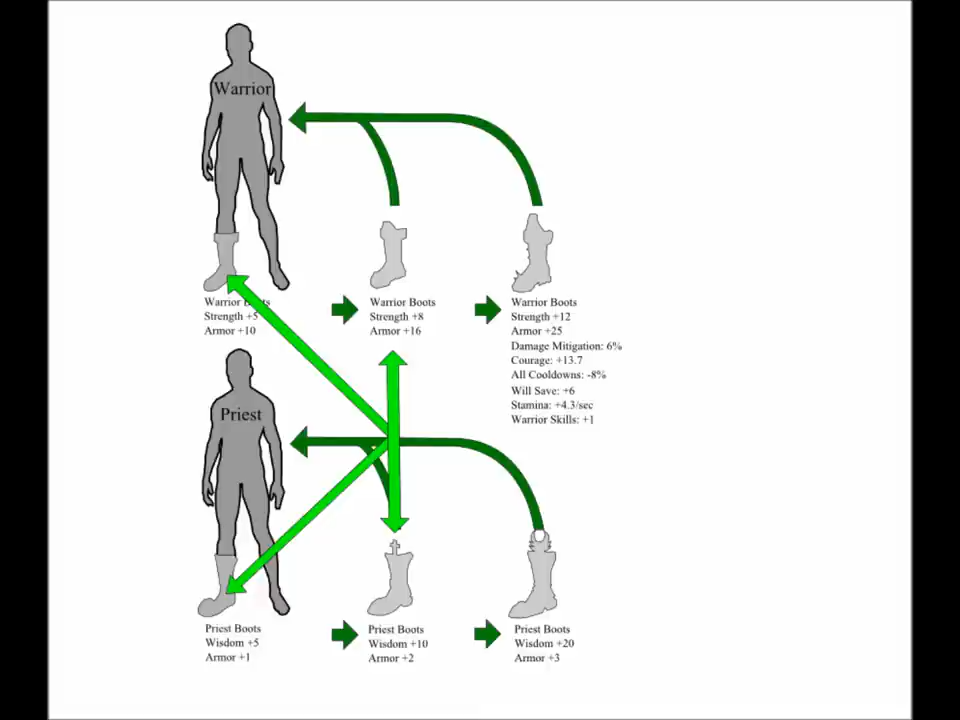 Warrior
Warrior Boots
Strength +5
Armor +10
Warrior Boots
Strength +8
Armor +16
Warrior Boots
Strength +12
Armor +25
Damage Mitigation: 6%
Courage: +13.7
All Cooldowns: -8%
Will Save: +6
Stamina: +4.3/sec
Warrior Skills: +1
Priest
Priest Boots
Wisdom +5
Armor +1
Priest Boots
Wisdom +10
Armor +2
Priest Boots
Wisdom +20
Armor +3